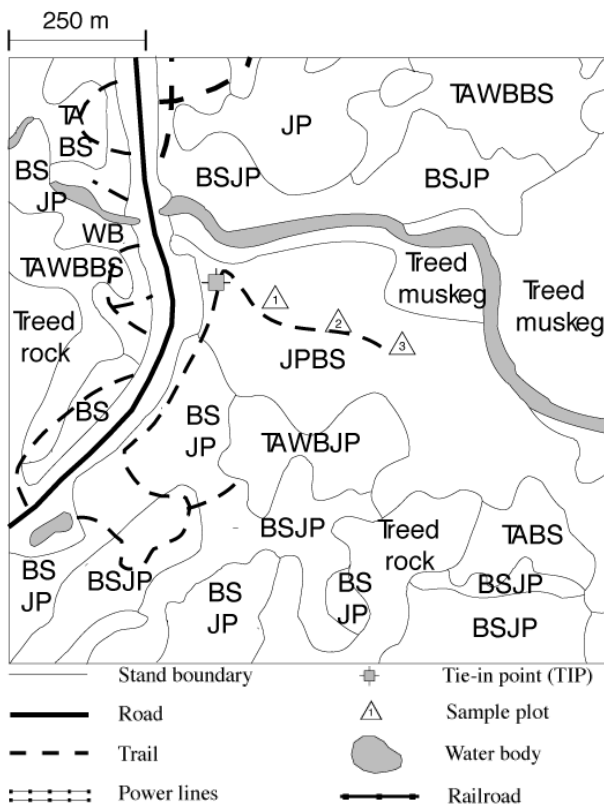 250 m
TAWBBS
TA
BS
JP
BS
JP
BSJP
BSJP
WB
TAWBBS
Treed
muskeg
Treed
muskeg
1
2
3
Treed
rock
JPBS
BS
BS
JP
TAWBJP
BSJP
Treed
rock
TABS
BS
JP
BSJP
BS
JP
BS
JP
BSJP
BSJP
Stand boundary
Tie-in point (TIP)
Road
1
Sample plot
Trail
Water body
Power lines
Railroad